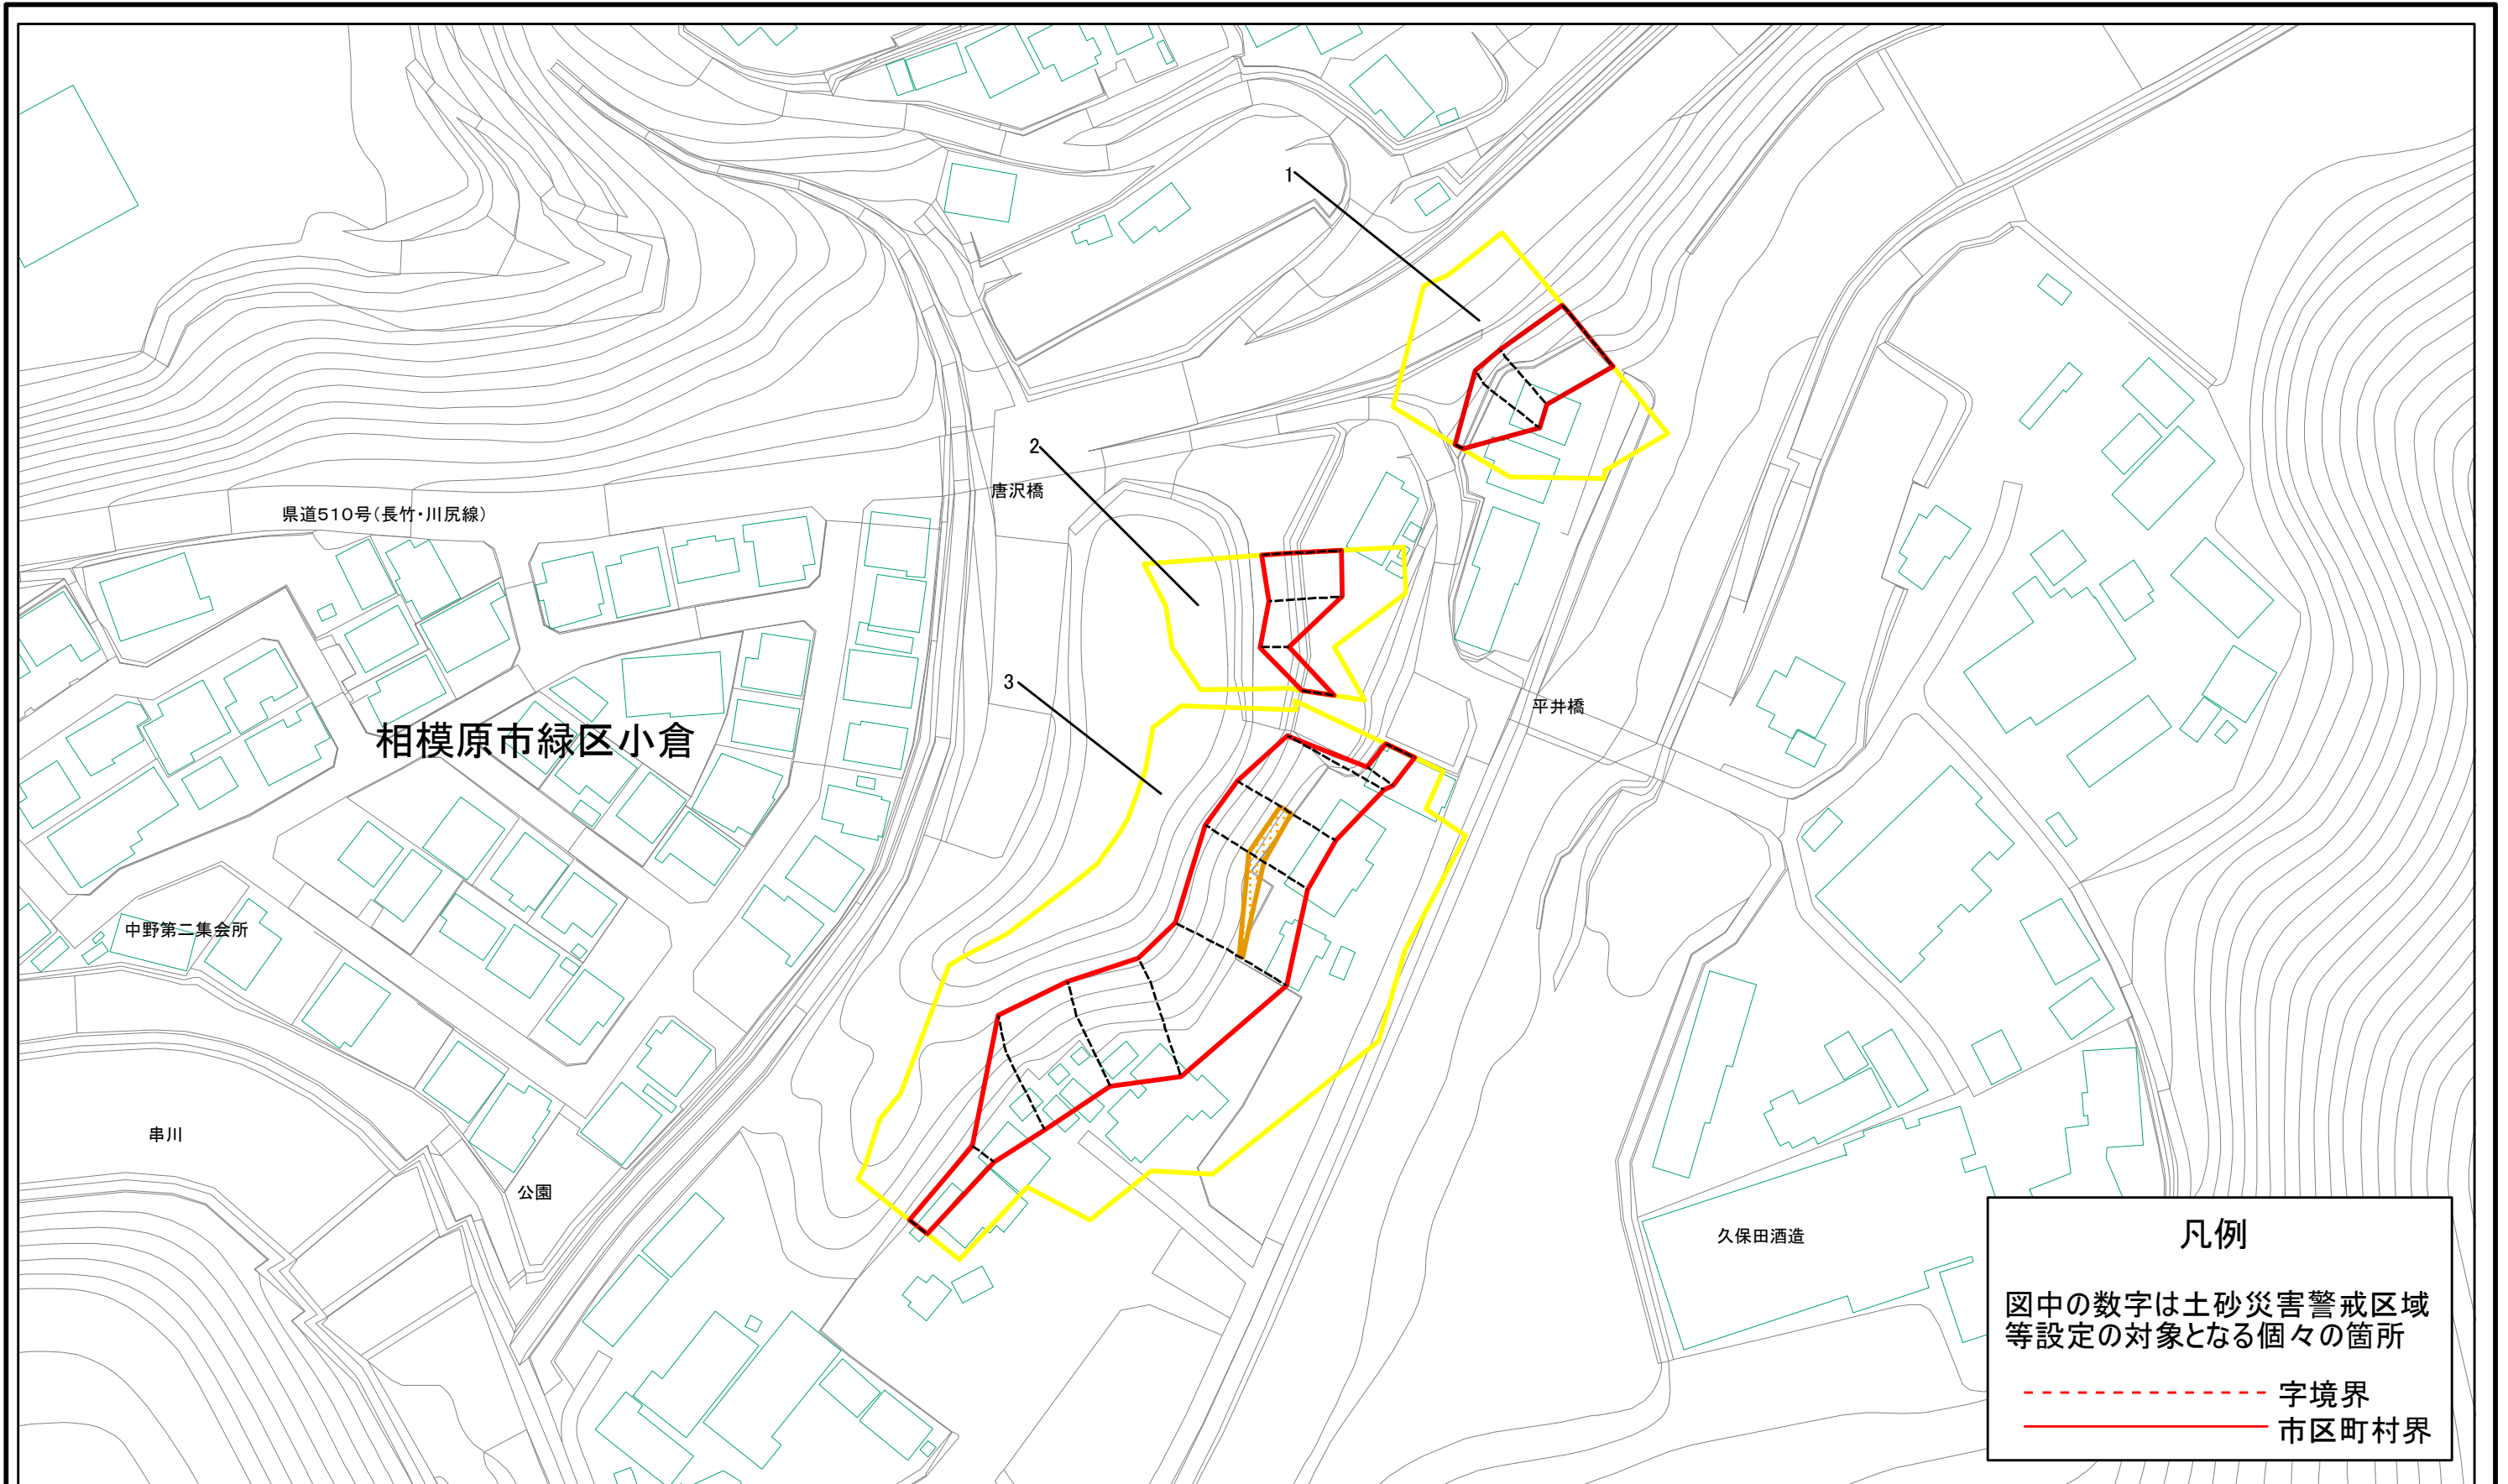 1
2
唐沢橋
県道510号(長竹・川尻線)
3
平井橋
相模原市緑区小倉
中野第二集会所
串川
公園
久保田酒造
凡例
図中の数字は土砂災害警戒区域
等設定の対象となる個々の箇所
字境界
市区町村界